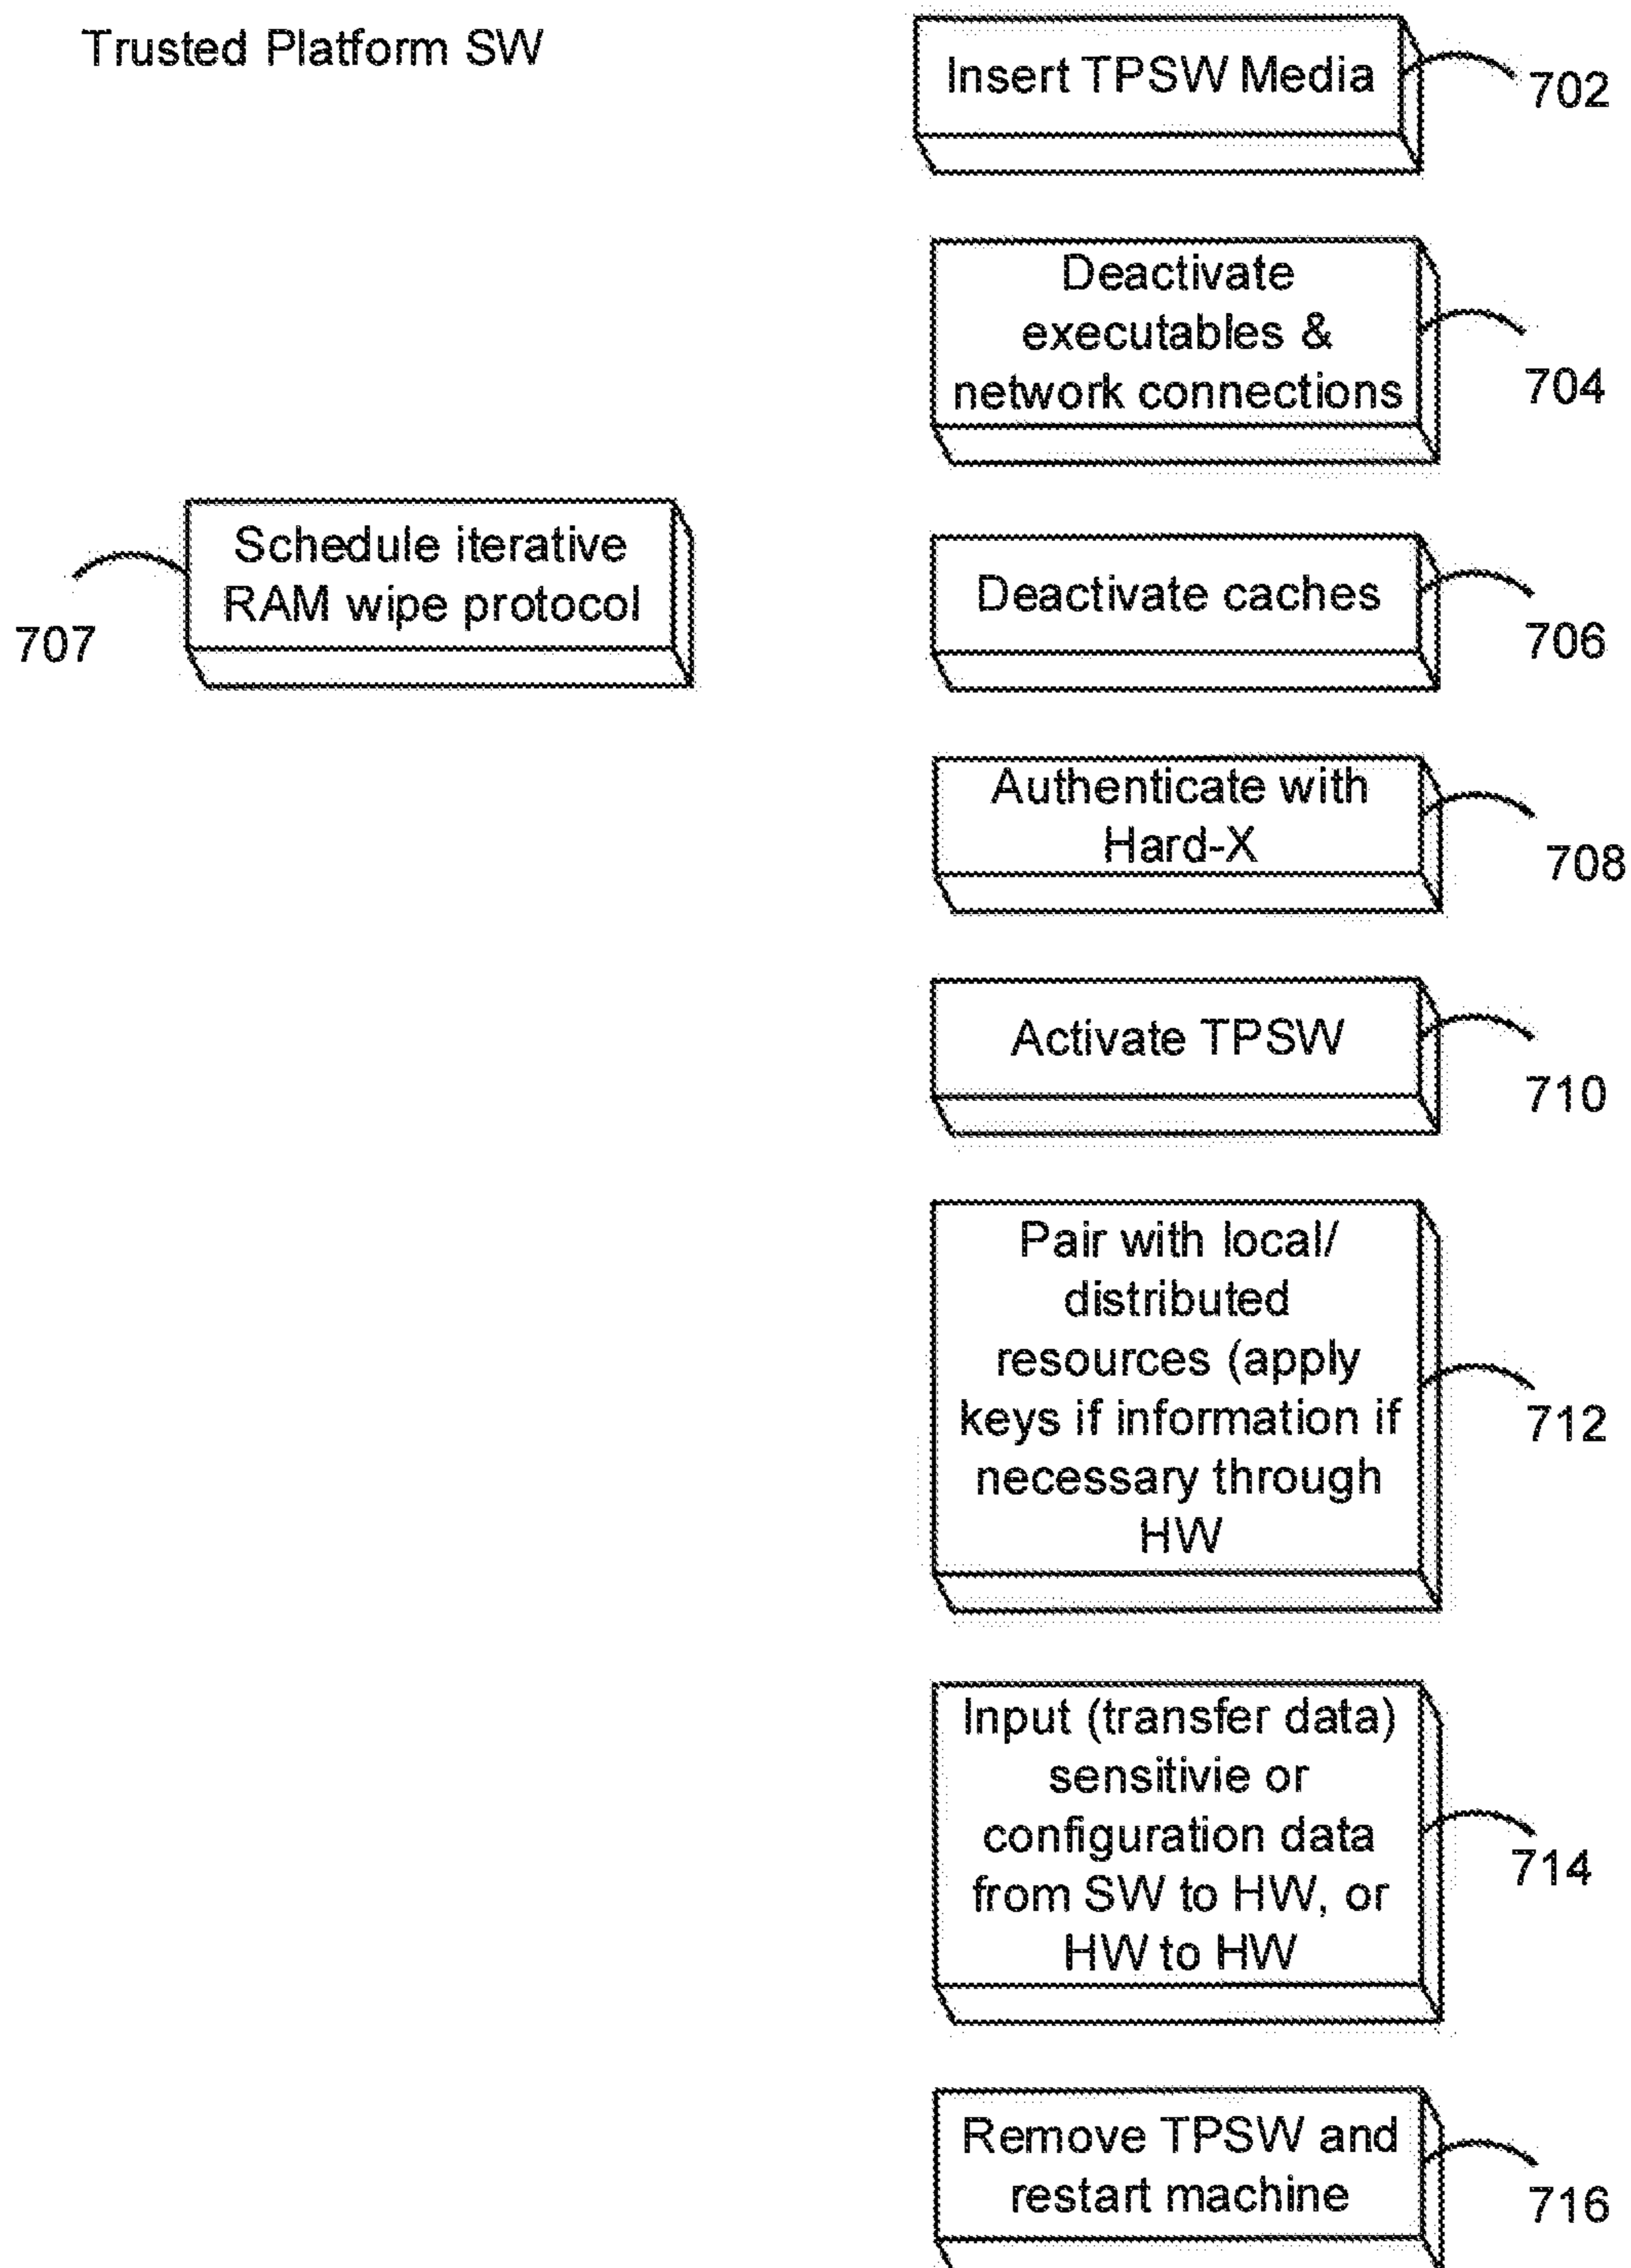 Trusted Platform SW
Insert TPSW Media
702
Deactivate
executables &
network connections
704
Schedule iterative
RAM wipe protocol
707
Deactivate caches
706
Authenticate with
Hard-X
708
Activate TPSW
710
Pair with local/
distributed
resources (apply
keys if information if
necessary through
HW
712
Input (transfer data)
sensitivie or
configuration data
from SW to HW, or
HW to HW
714
Remove TPSW and
restart machine
716